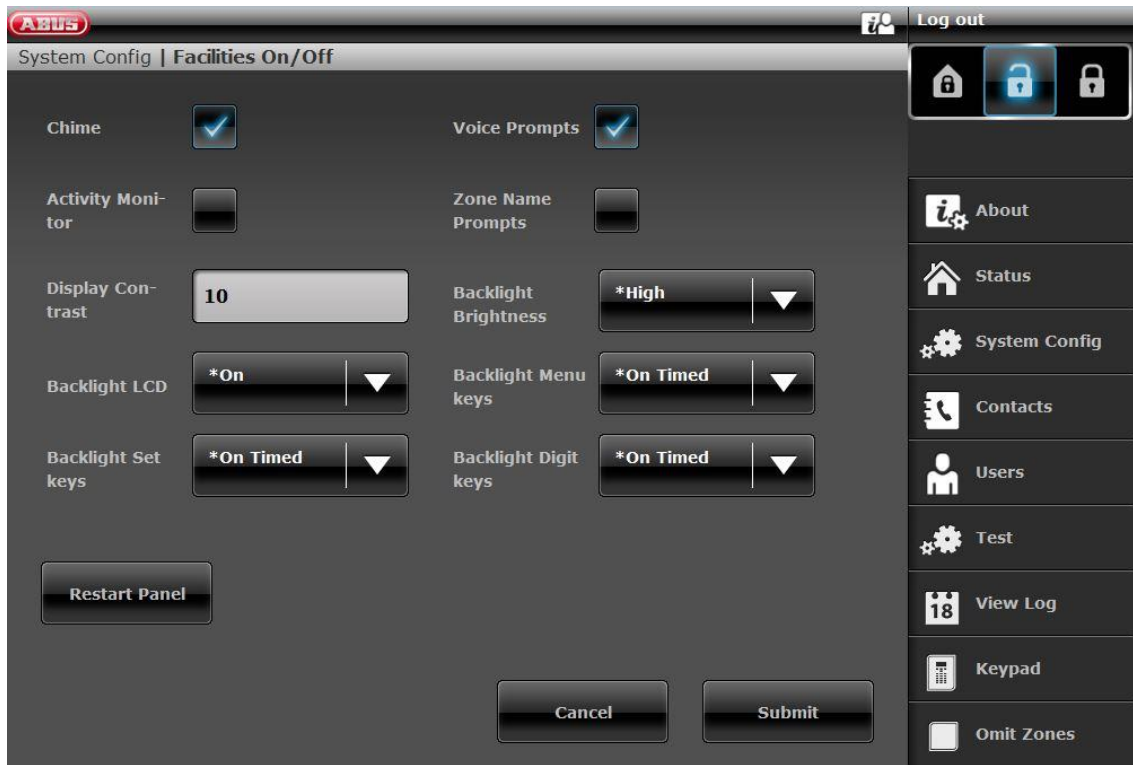 ABUS
Log out
System Config | Facilities On/Off
Chime
Voice Prompts
Activity Moni-
tor
Zone Name
Prompts
Display Con-
trast
10
Backlight
Brightness
*High
Backlight LCD
*On
Backlight Menu
keys
*On Timed
Backlight Set
keys
*On Timed
Backlight Digit
keys
*On Timed
Restart Panel
Cancel
Submit
About
Status
System Config
Contacts
Users
Test
18
View Log
Keypad
Omit Zones